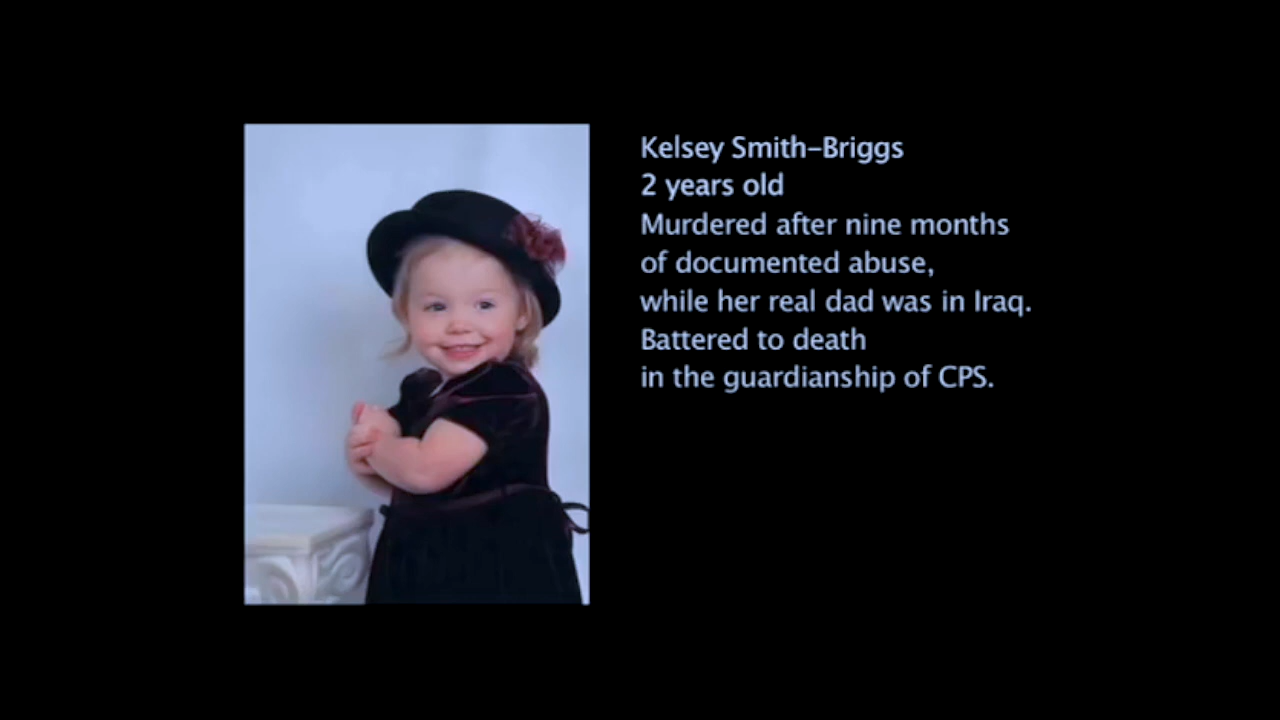 Kelsey Smith–Briggs
2 years old
Murdered after nine months
of documented abuse,
while her real dad was in Iraq.
Battered to death
in the guardianship of CPS.